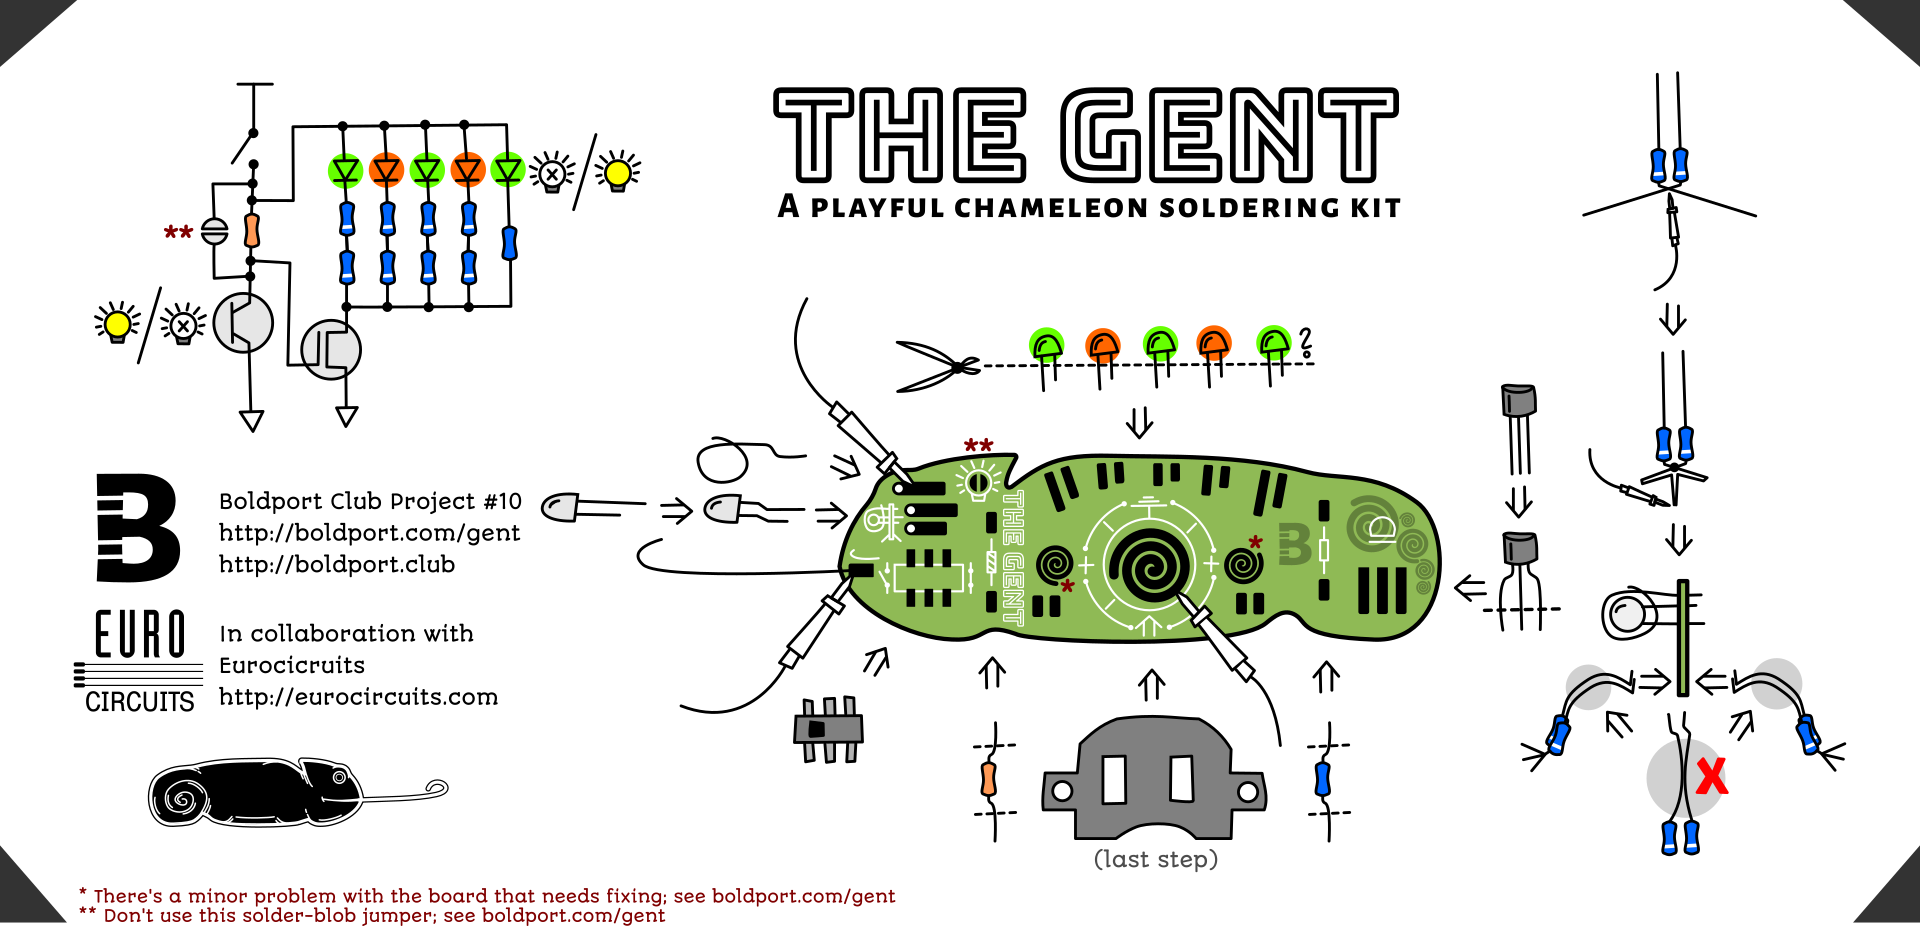 THE GENT
A PLAYFUL CHAMELEON SOLDERING KIT
**
**
?
B
Boldport Club Project #10
http://boldport.com/gent
http://boldport.club
THE GENT
*
*
B
EURO
CIRCUITS
In collaboration with
Eurocicruits
http://eurocircuits.com
X
(last step)
* There's a minor problem with the board that needs fixing; see boldport.com/gent
** Don't use this solder-blob jumper; see boldport.com/gent